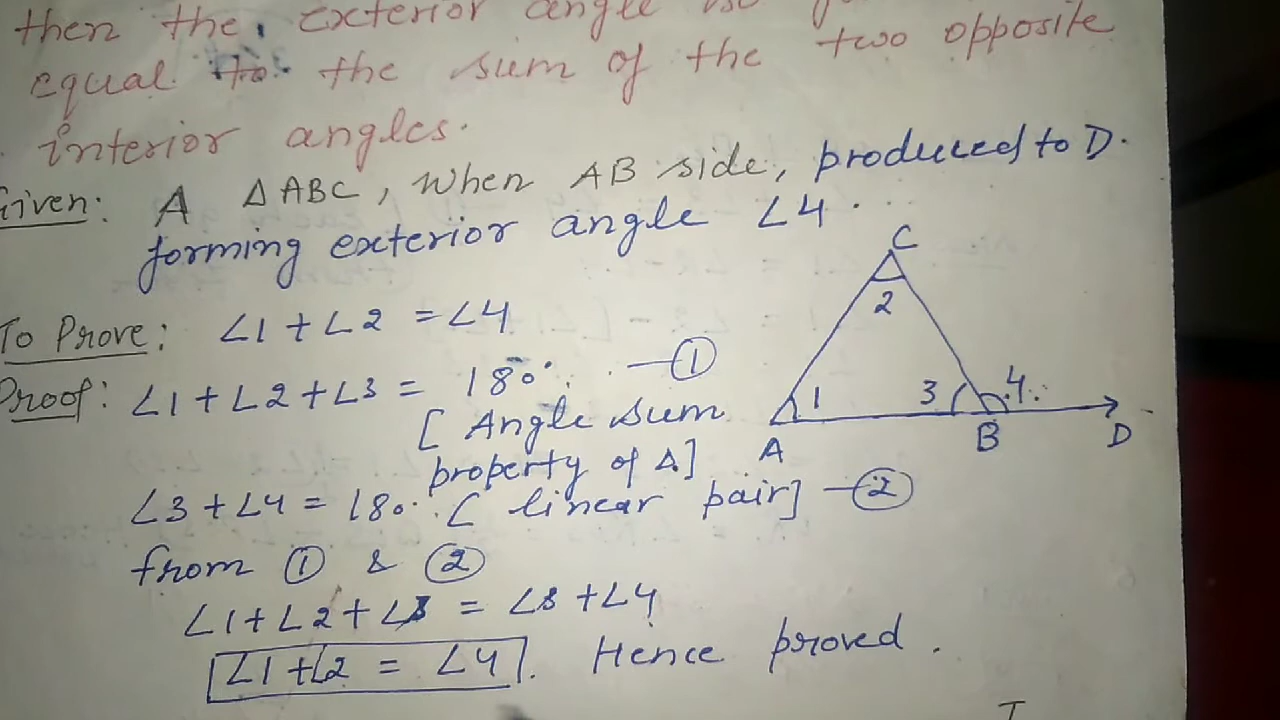 then the exterior angle
equal to the sum of the two opposite
interior angles.
Given: A ΔABC, When AB side, produced to D.
forming exterior angle ∠4.
C
2
To Prove: ∠1 + ∠2 = ∠4
Proof: ∠1 + ∠2 + ∠3 = 180°. —①
[ Angle sum
property of Δ]
1 3 4
A B D
∠3 + ∠4 = 180. [ linear pair] —②
from ① & ②
∠1 + ∠2 + ∠3 = ∠3 + ∠4
∠1 + ∠2 = ∠4. Hence proved.